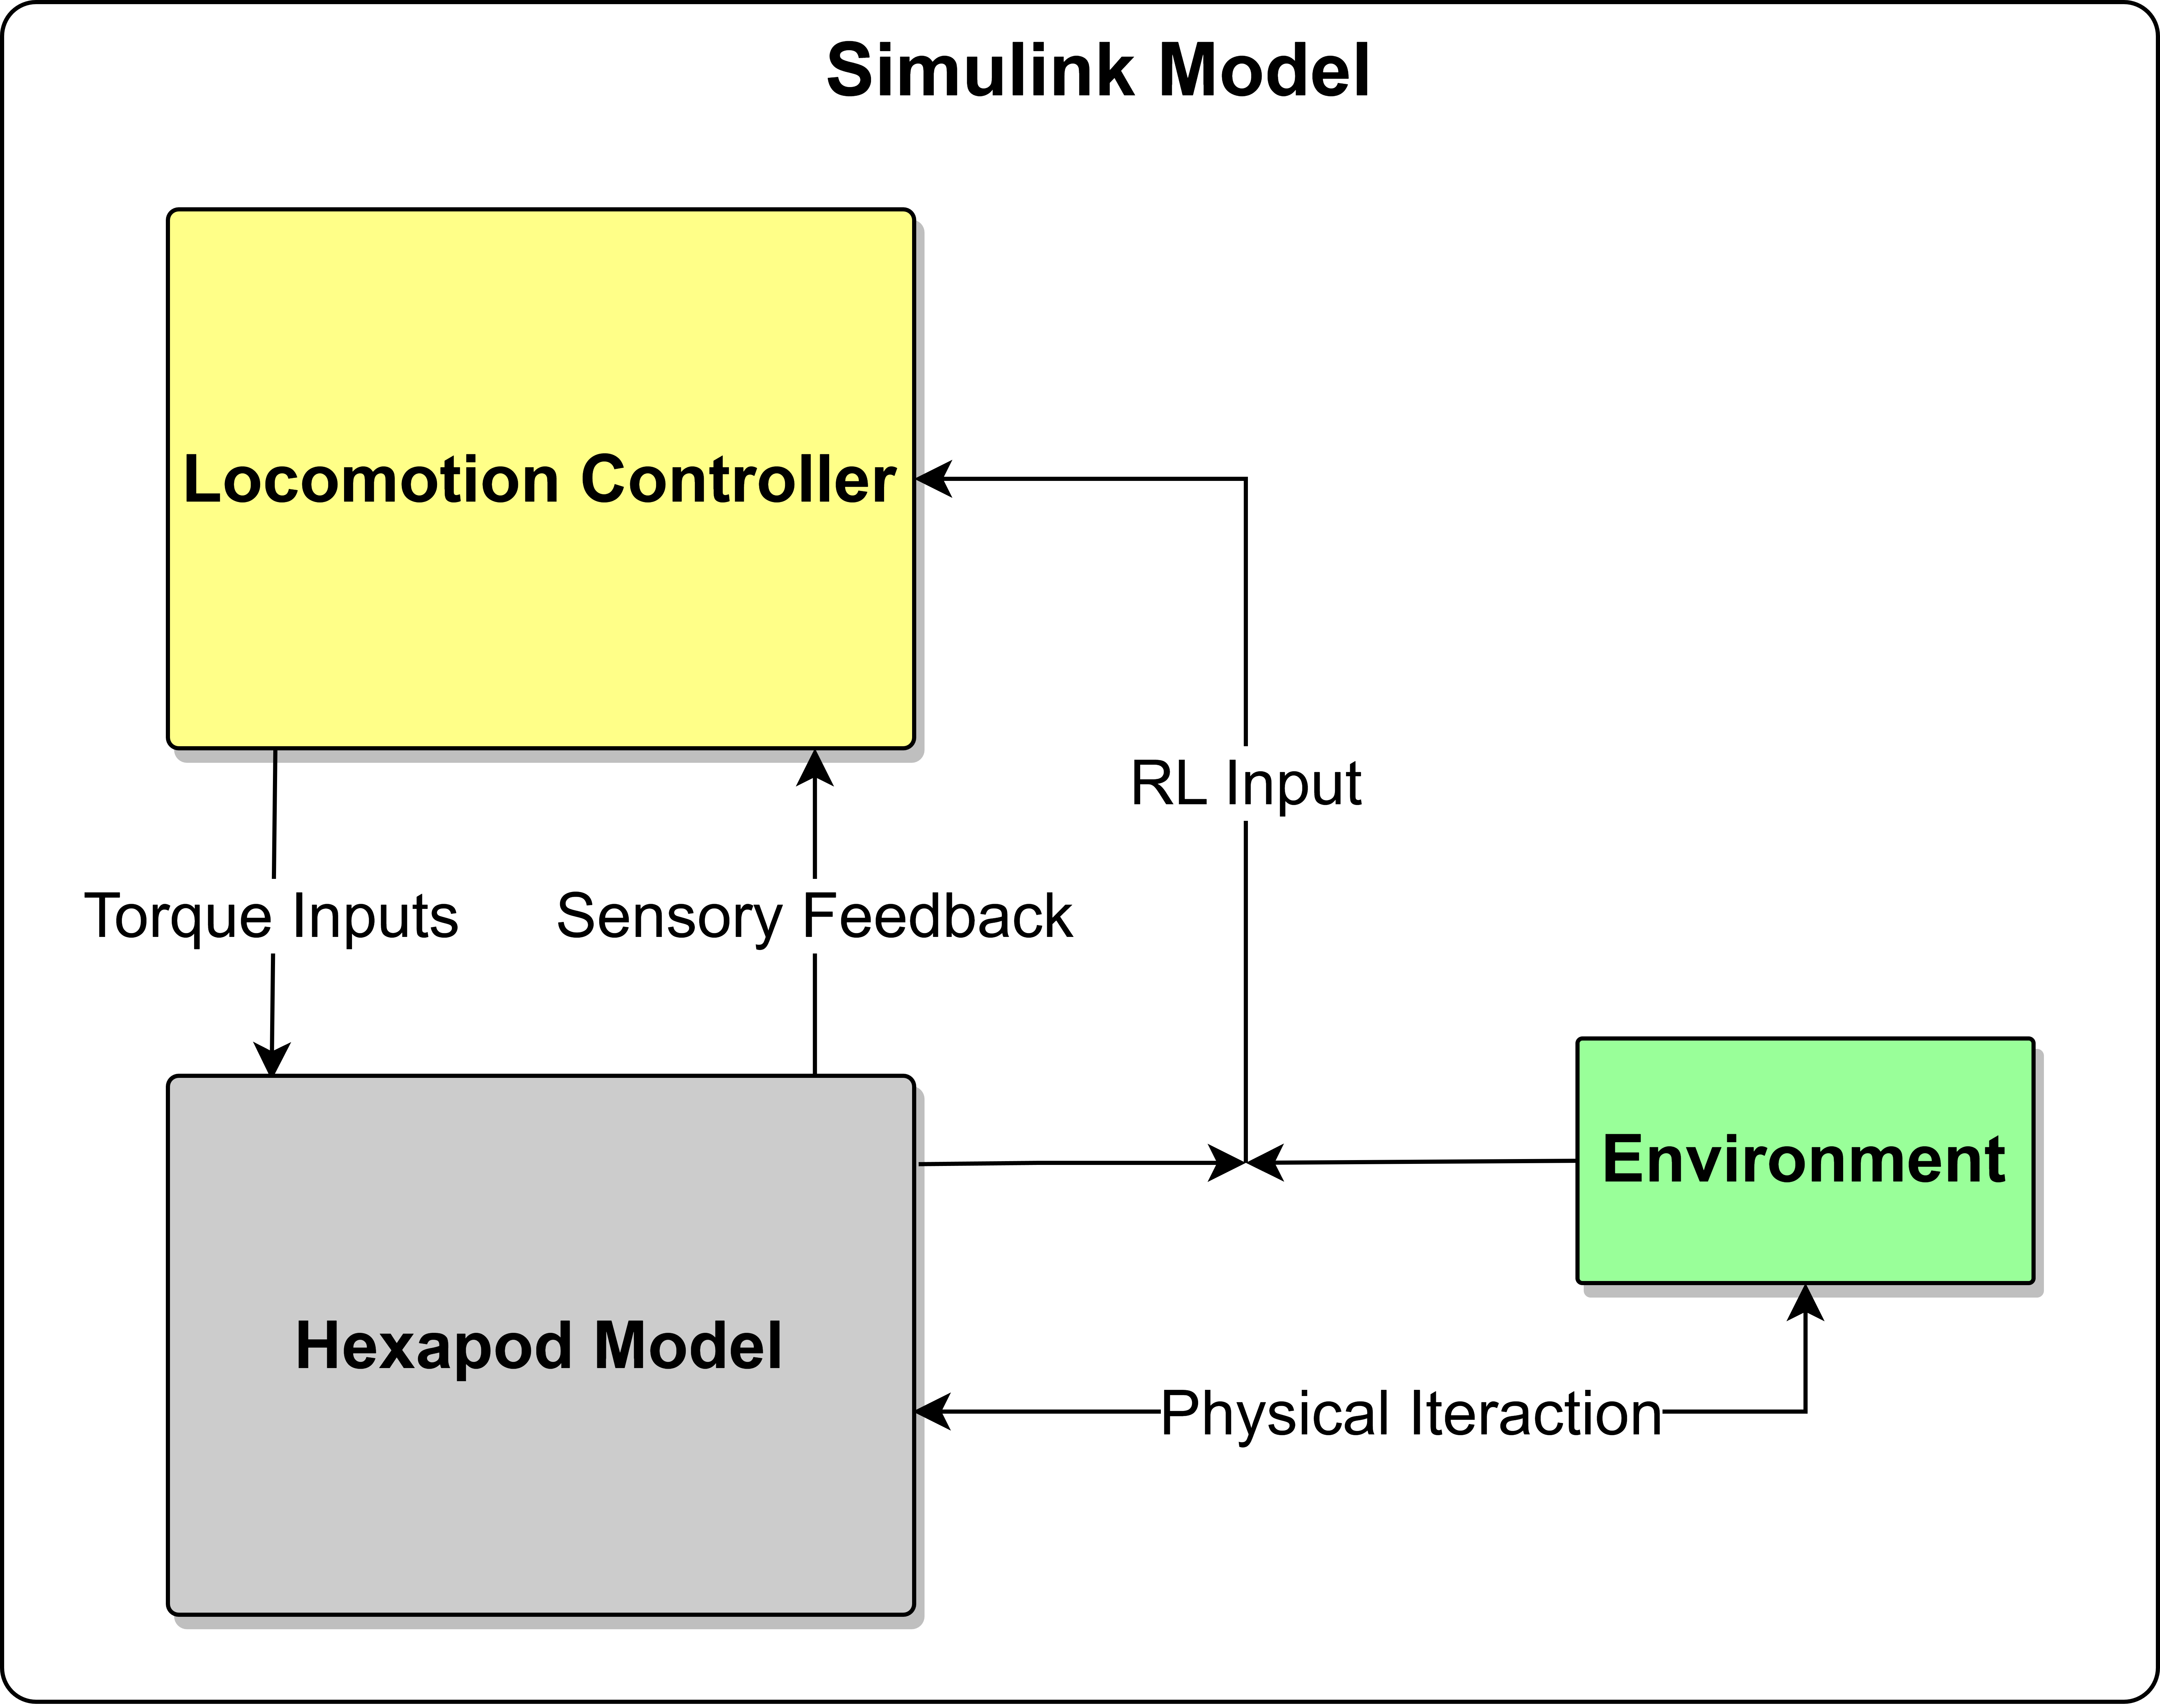 Simulink Model
Locomotion Controller
RL Input
Torque Inputs
Sensory Feedback
Environment
Hexapod Model
Physical Iteraction